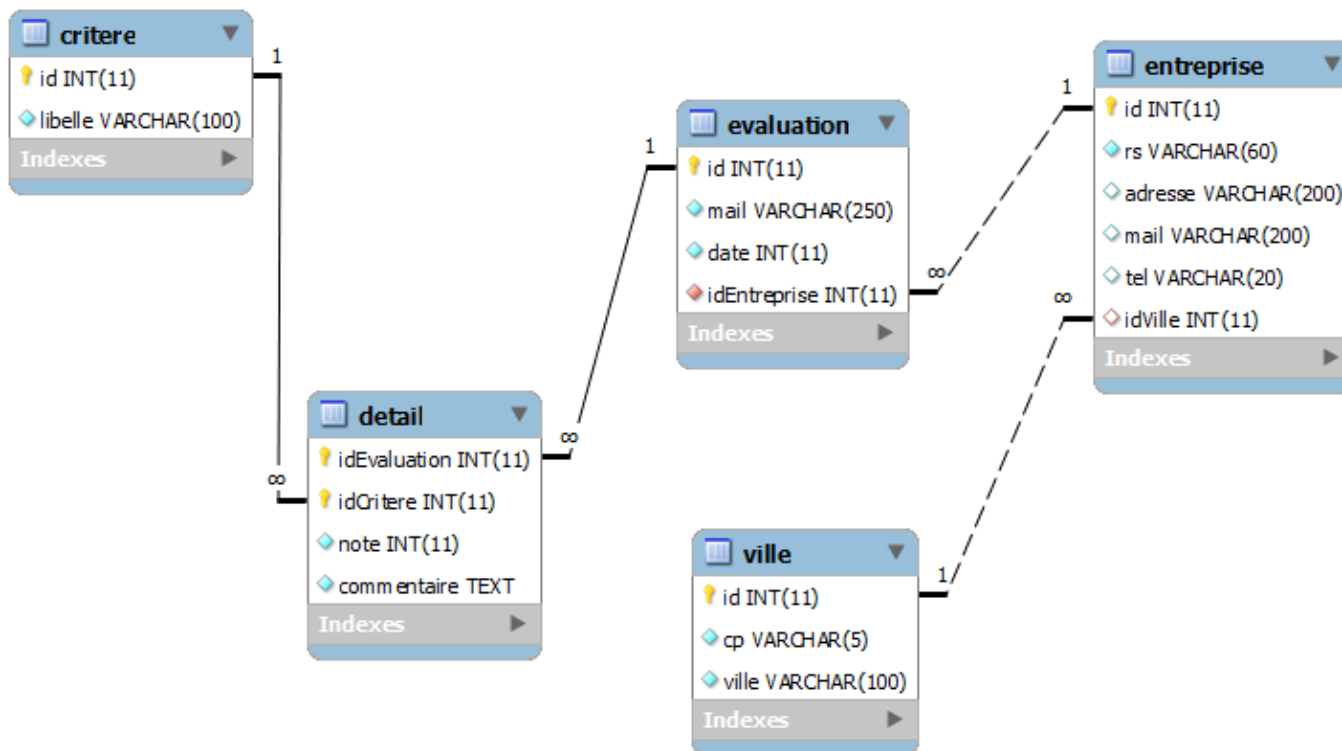 critere
id INT(11)
libelle VARCHAR(100)
Indexes
1
∞
detail
idEvaluation INT(11)
idCritere INT(11)
note INT(11)
commentaire TEXT
Indexes
∞
1
evaluation
id INT(11)
mail VARCHAR(250)
date INT(11)
idEntreprise INT(11)
Indexes
∞
1
entreprise
id INT(11)
rs VARCHAR(60)
adresse VARCHAR(200)
mail VARCHAR(200)
tel VARCHAR(20)
idVille INT(11)
Indexes
∞
1
ville
id INT(11)
cp VARCHAR(5)
ville VARCHAR(100)
Indexes